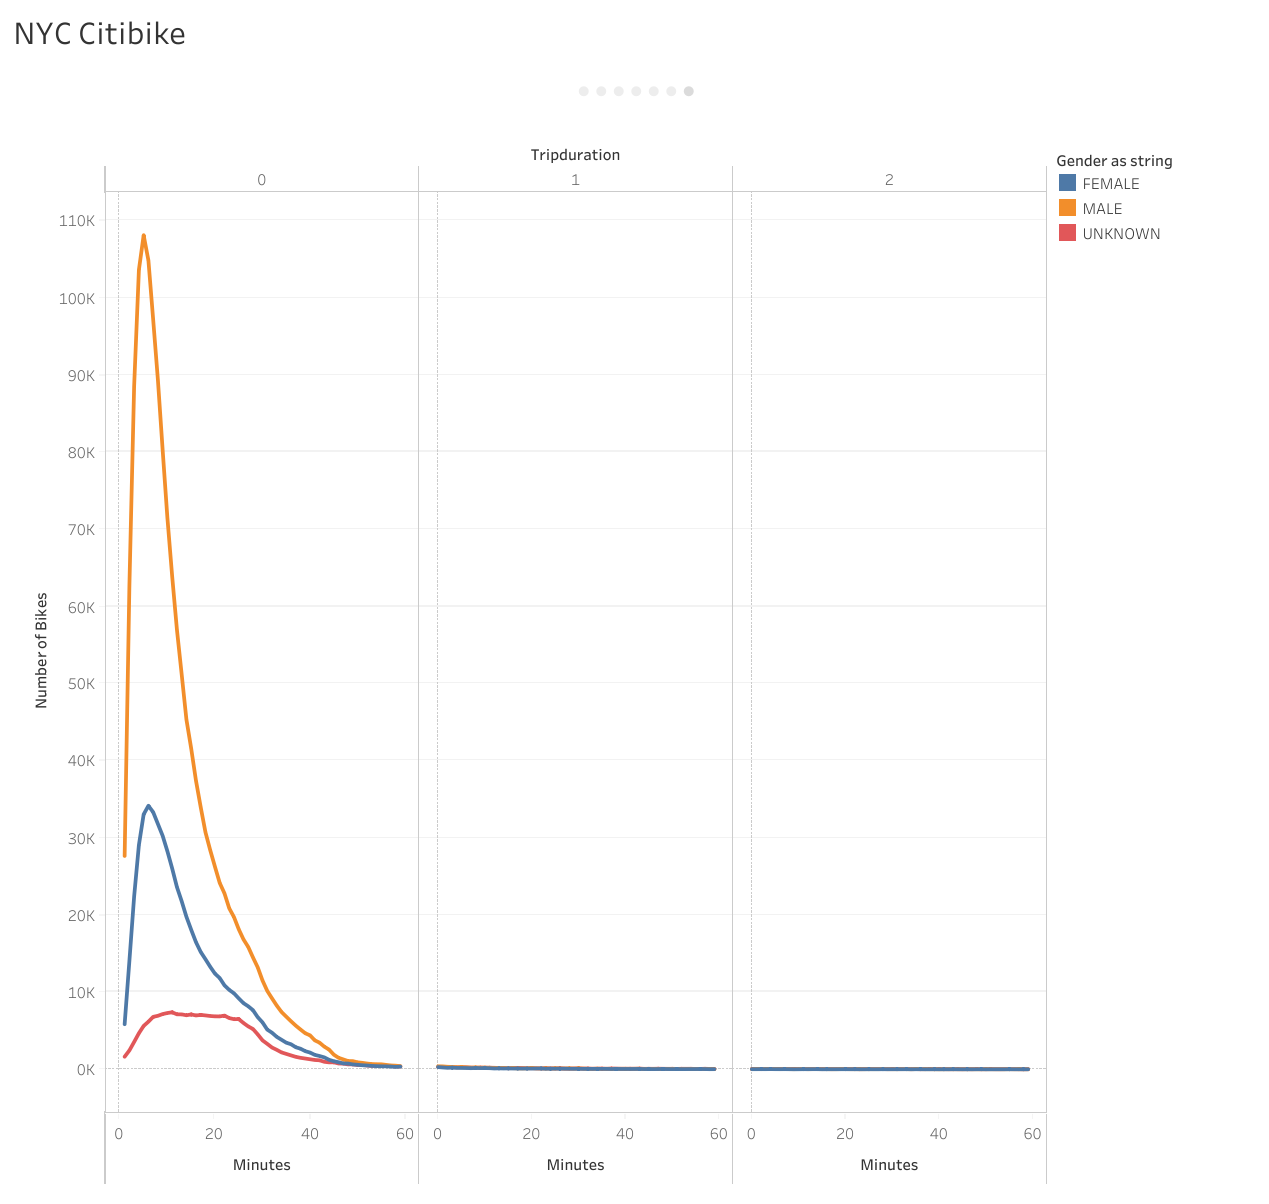 NYC Citibike
Tripduration
0 1 2
Gender as string
FEMALE
MALE
UNKNOWN
110K
100K
90K
80K
70K
60K
50K
40K
30K
20K
10K
0K
Number of Bikes
0 20 40 60 0 20 40 60 0 20 40 60
Minutes Minutes Minutes